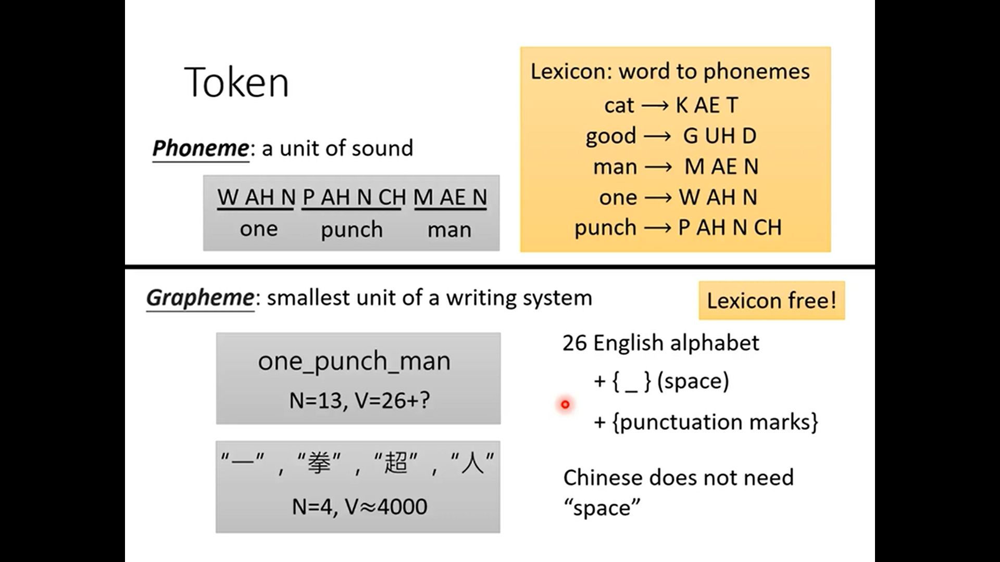 Token
Phoneme: a unit of sound
W AH N P AH N CH M AE N
one punch man
Lexicon: word to phonemes
cat ⟶ K AE T
good ⟶ G UH D
man ⟶ M AE N
one ⟶ W AH N
punch ⟶ P AH N CH
Grapheme: smallest unit of a writing system
Lexicon free!
one_punch_man
N=13, V=26+?
26 English alphabet
+ { _ } (space)
+ {punctuation marks}
“一” , “拳” , “超” , “人”
N=4, V≈4000
Chinese does not need
“space”